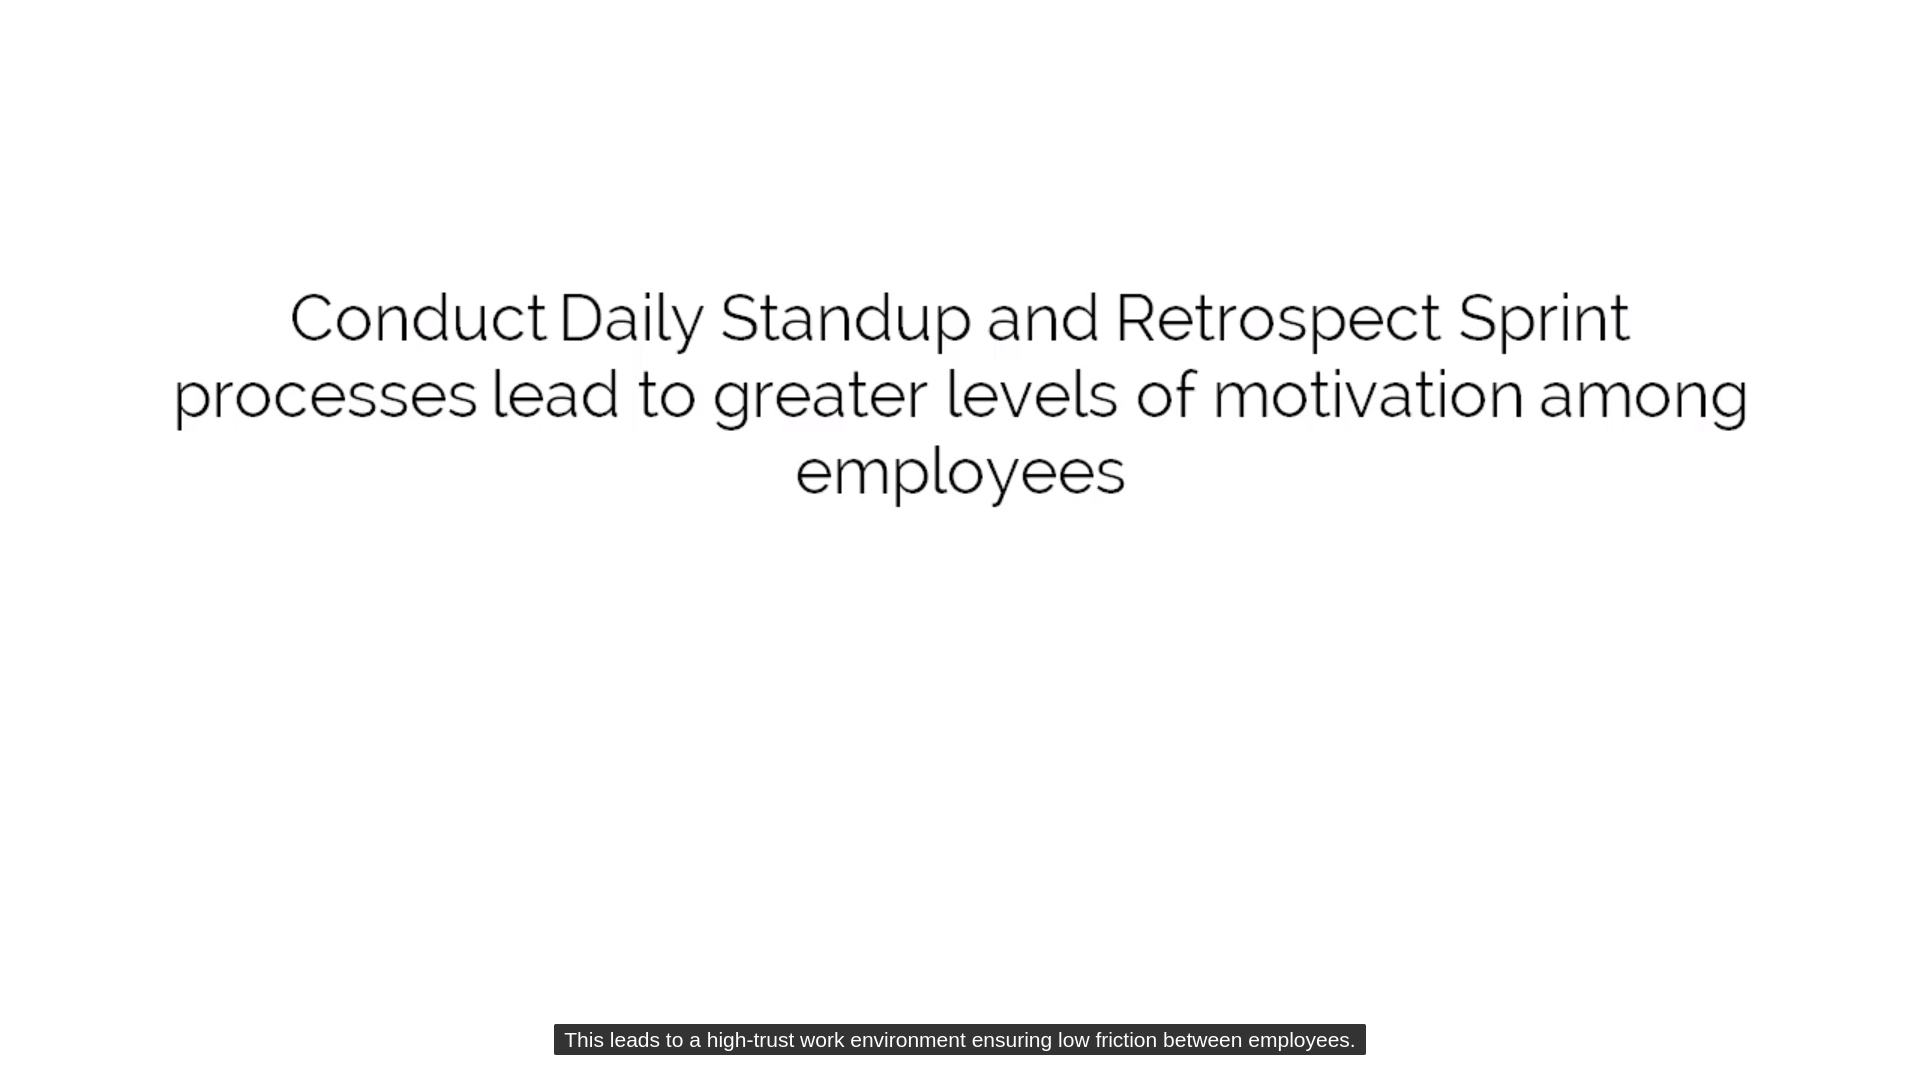 Conduct Daily Standup and Retrospect Sprint
processes lead to greater levels of motivation among
employees
This leads to a high-trust work environment ensuring low friction between employees.